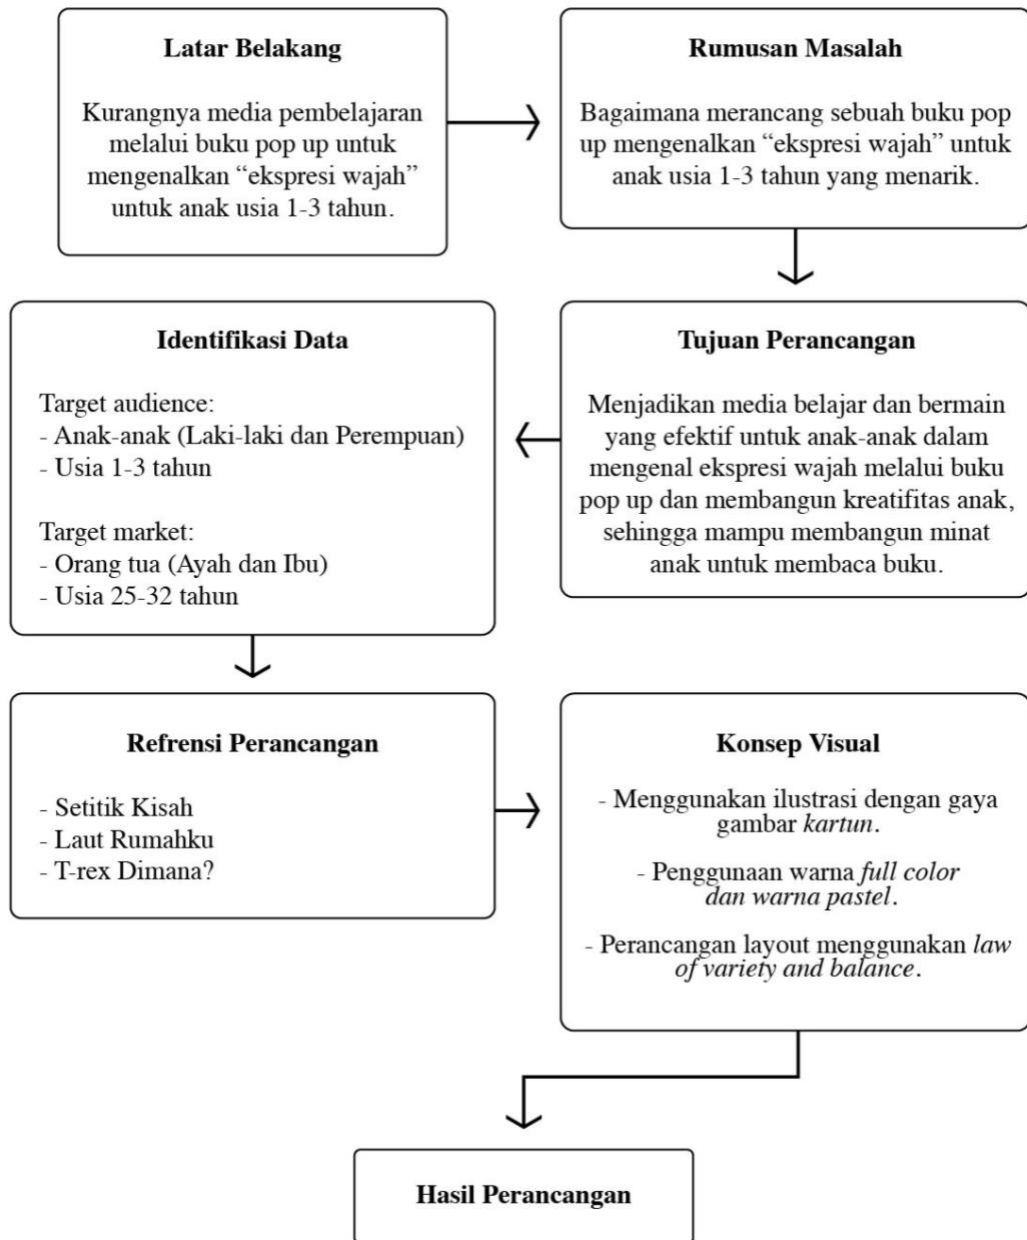 Latar Belakang
Kurangnya media pembelajaran
melalui buku pop up untuk
mengenalkan “ekspresi wajah”
untuk anak usia 1-3 tahun.
Rumusan Masalah
Bagaimana merancang sebuah buku pop
up mengenalkan “ekspresi wajah” untuk
anak usia 1-3 tahun yang menarik.
Tujuan Perancangan
Menjadikan media belajar dan bermain
yang efektif untuk anak-anak dalam
mengenal ekspresi wajah melalui buku
pop up dan membangun kreatifitas anak,
sehingga mampu membangun minat
anak untuk membaca buku.
Identifikasi Data
Target audience:
- Anak-anak (Laki-laki dan Perempuan)
- Usia 1-3 tahun
Target market:
- Orang tua (Ayah dan Ibu)
- Usia 25-32 tahun
Refrensi Perancangan
- Setitik Kisah
- Laut Rumahku
- T-rex Dimana?
Konsep Visual
- Menggunakan ilustrasi dengan gaya
gambar kartun.
- Penggunaan warna full color
dan warna pastel.
- Perancangan layout menggunakan law
of variety and balance.
Hasil Perancangan